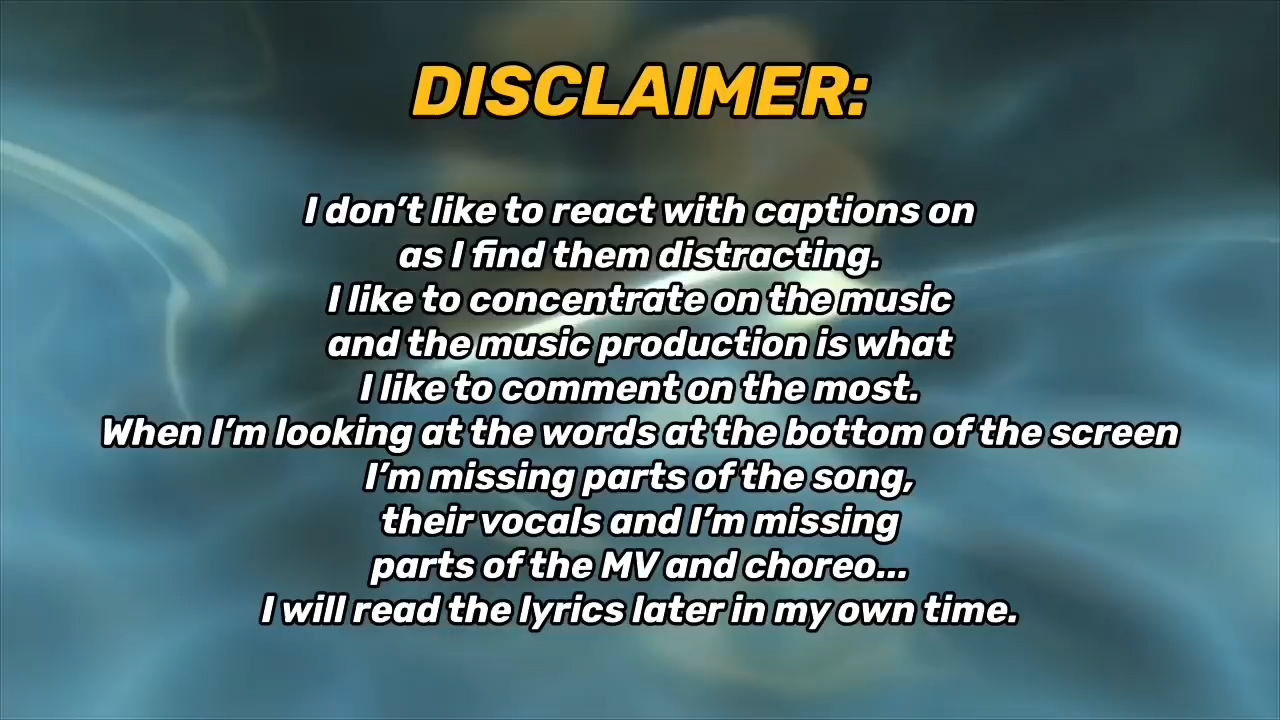 DISCLAIMER:
I don’t like to react with captions on
as I find them distracting.
I like to concentrate on the music
and the music production is what
I like to comment on the most.
When I’m looking at the words at the bottom of the screen
I’m missing parts of the song,
their vocals and I’m missing
parts of the MV and choreo...
I will read the lyrics later in my own time.